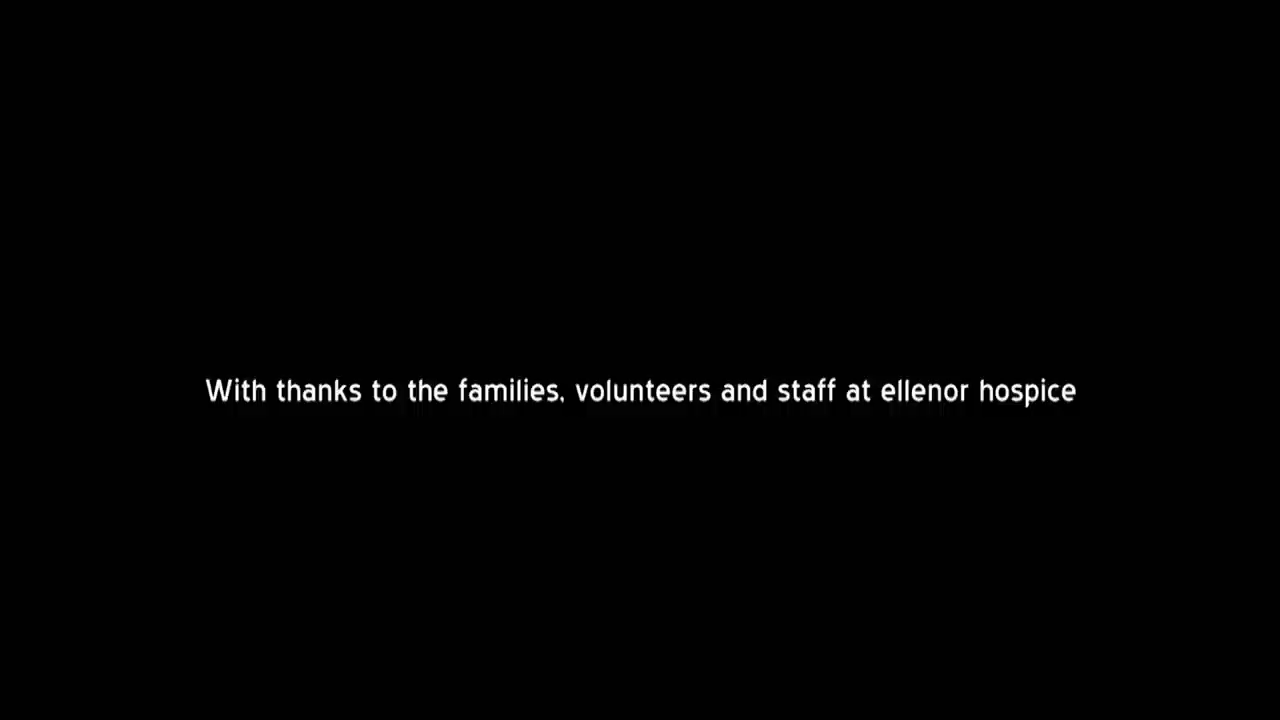 With thanks to the families, volunteers and staff at ellenor hospice